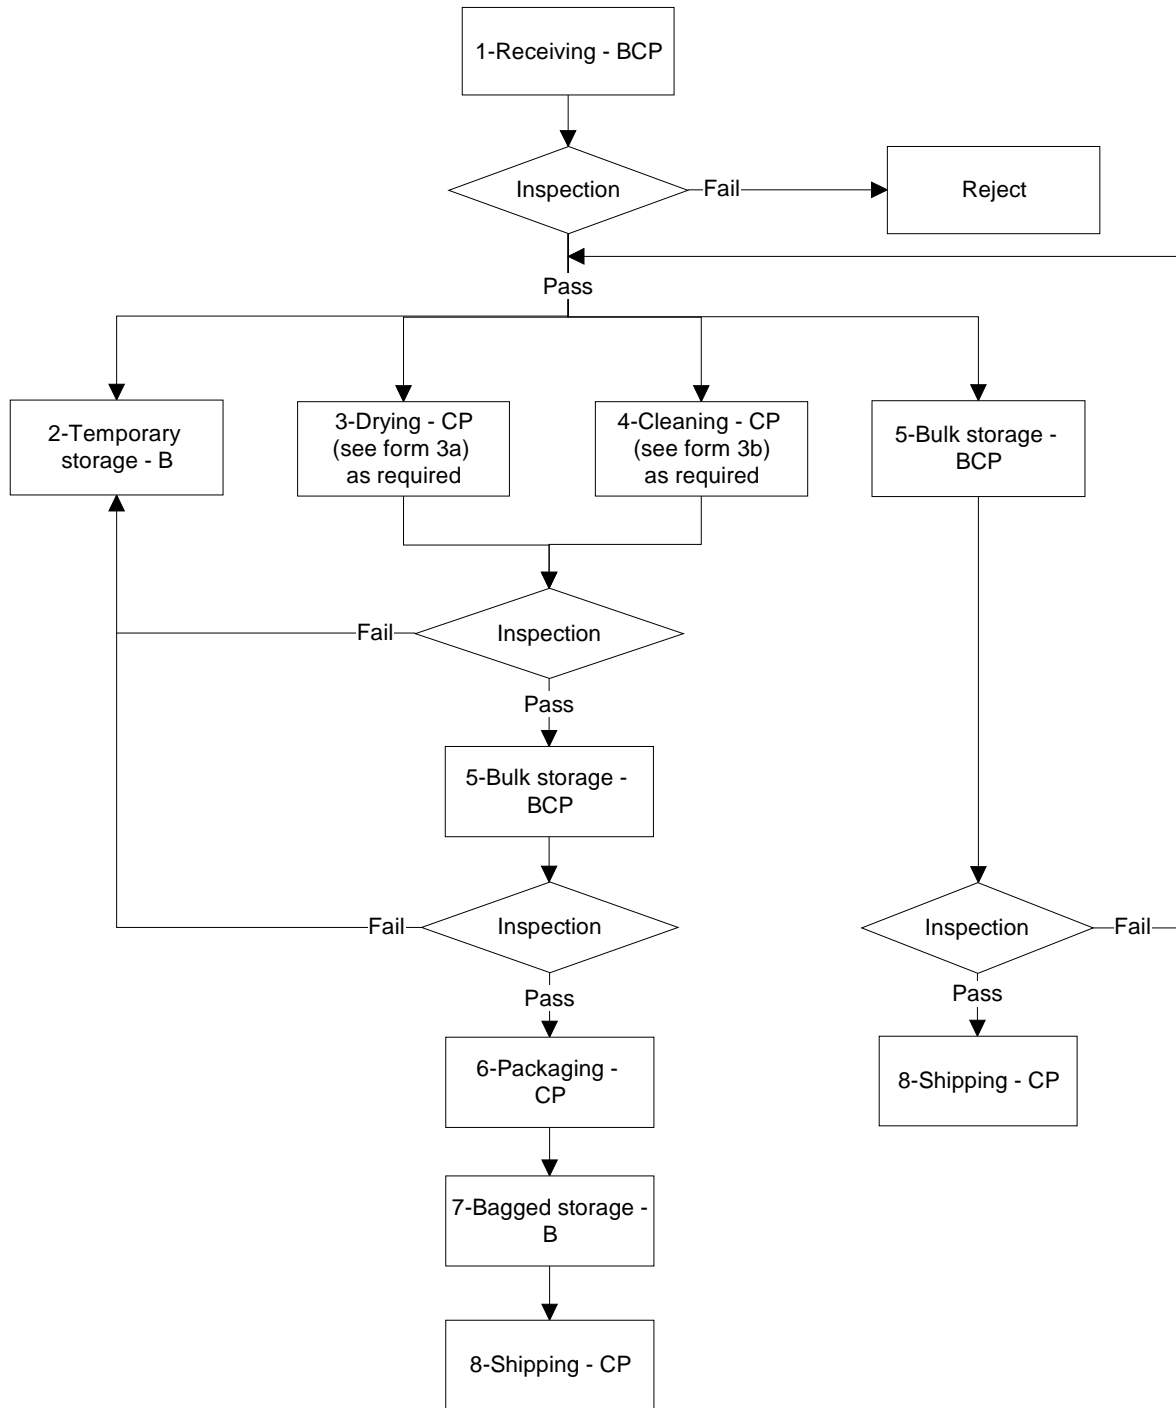 1-Receiving - BCP
Inspection
Fail
Reject
Pass
2-Temporary
storage - B
3-Drying - CP
(see form 3a)
as required
4-Cleaning - CP
(see form 3b)
as required
5-Bulk storage -
BCP
Fail
Inspection
Pass
5-Bulk storage -
BCP
Fail
Inspection
Inspection
Fail
Pass
Pass
6-Packaging -
CP
8-Shipping - CP
7-Bagged storage -
B
8-Shipping - CP